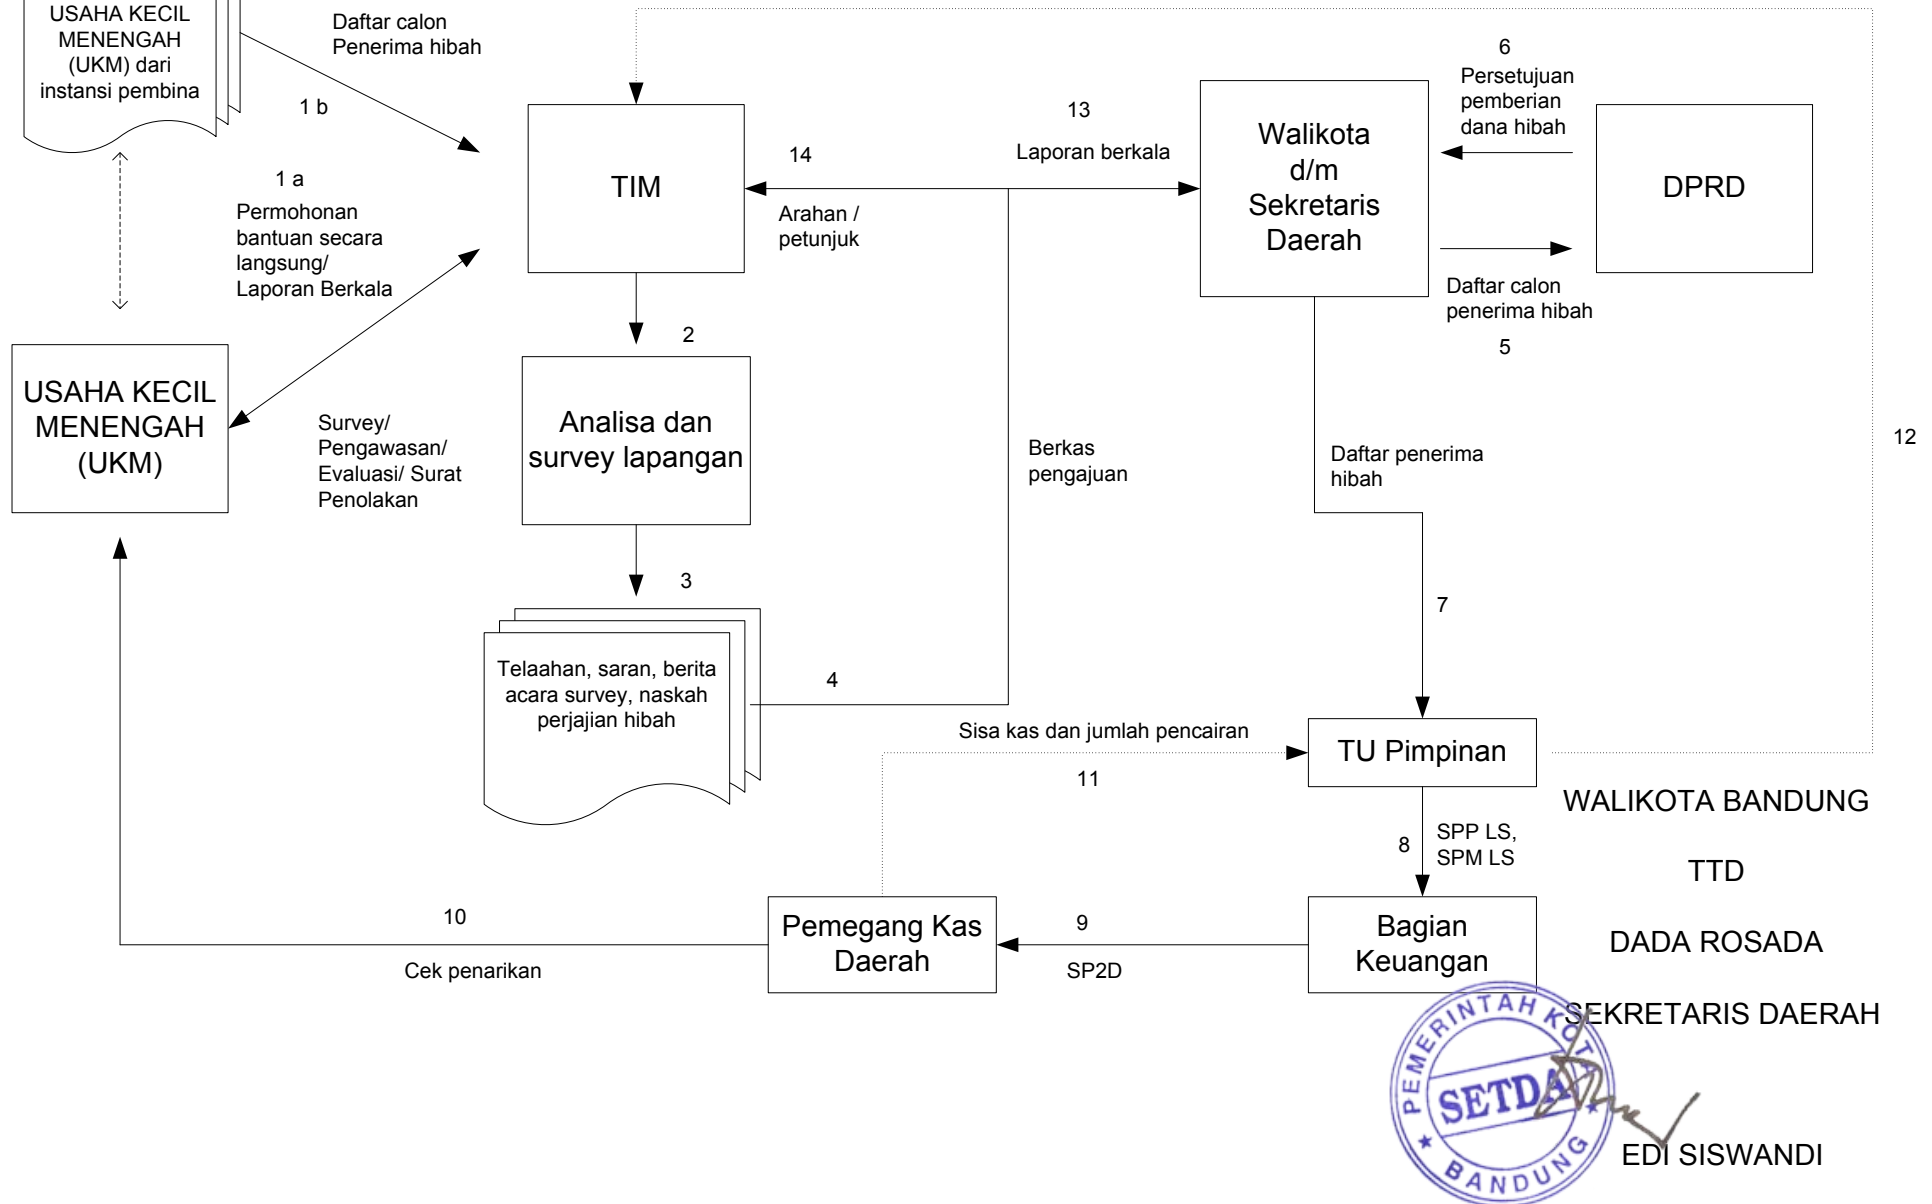 USAHA KECIL
MENENGAH
(UKM) dari
instansi pembina
Daftar calon
Penerima hibah
1 b
1 a
Permohonan
bantuan secara
langsung/
Laporan Berkala
USAHA KECIL
MENENGAH
(UKM)
Survey/
Pengawasan/
Evaluasi/ Surat
Penolakan
TIM
2
Analisa dan
survey lapangan
3
Telaahan, saran, berita
acara survey, naskah
perjajian hibah
4
14
Arahan /
petunjuk
13
Laporan berkala
Berkas
pengajuan
Walikota
d/m
Sekretaris
Daerah
6
Persetujuan
pemberian
dana hibah
DPRD
Daftar calon
penerima hibah
5
Daftar penerima
hibah
12
7
Sisa kas dan jumlah pencairan
11
TU Pimpinan
8
SPP LS,
SPM LS
Bagian
Keuangan
9
SP2D
Pemegang Kas
Daerah
10
Cek penarikan
WALIKOTA BANDUNG
TTD
DADA ROSADA
SEKRETARIS DAERAH
PEMERINTAH KOTA
SETDA
BANDUNG
EDI SISWANDI